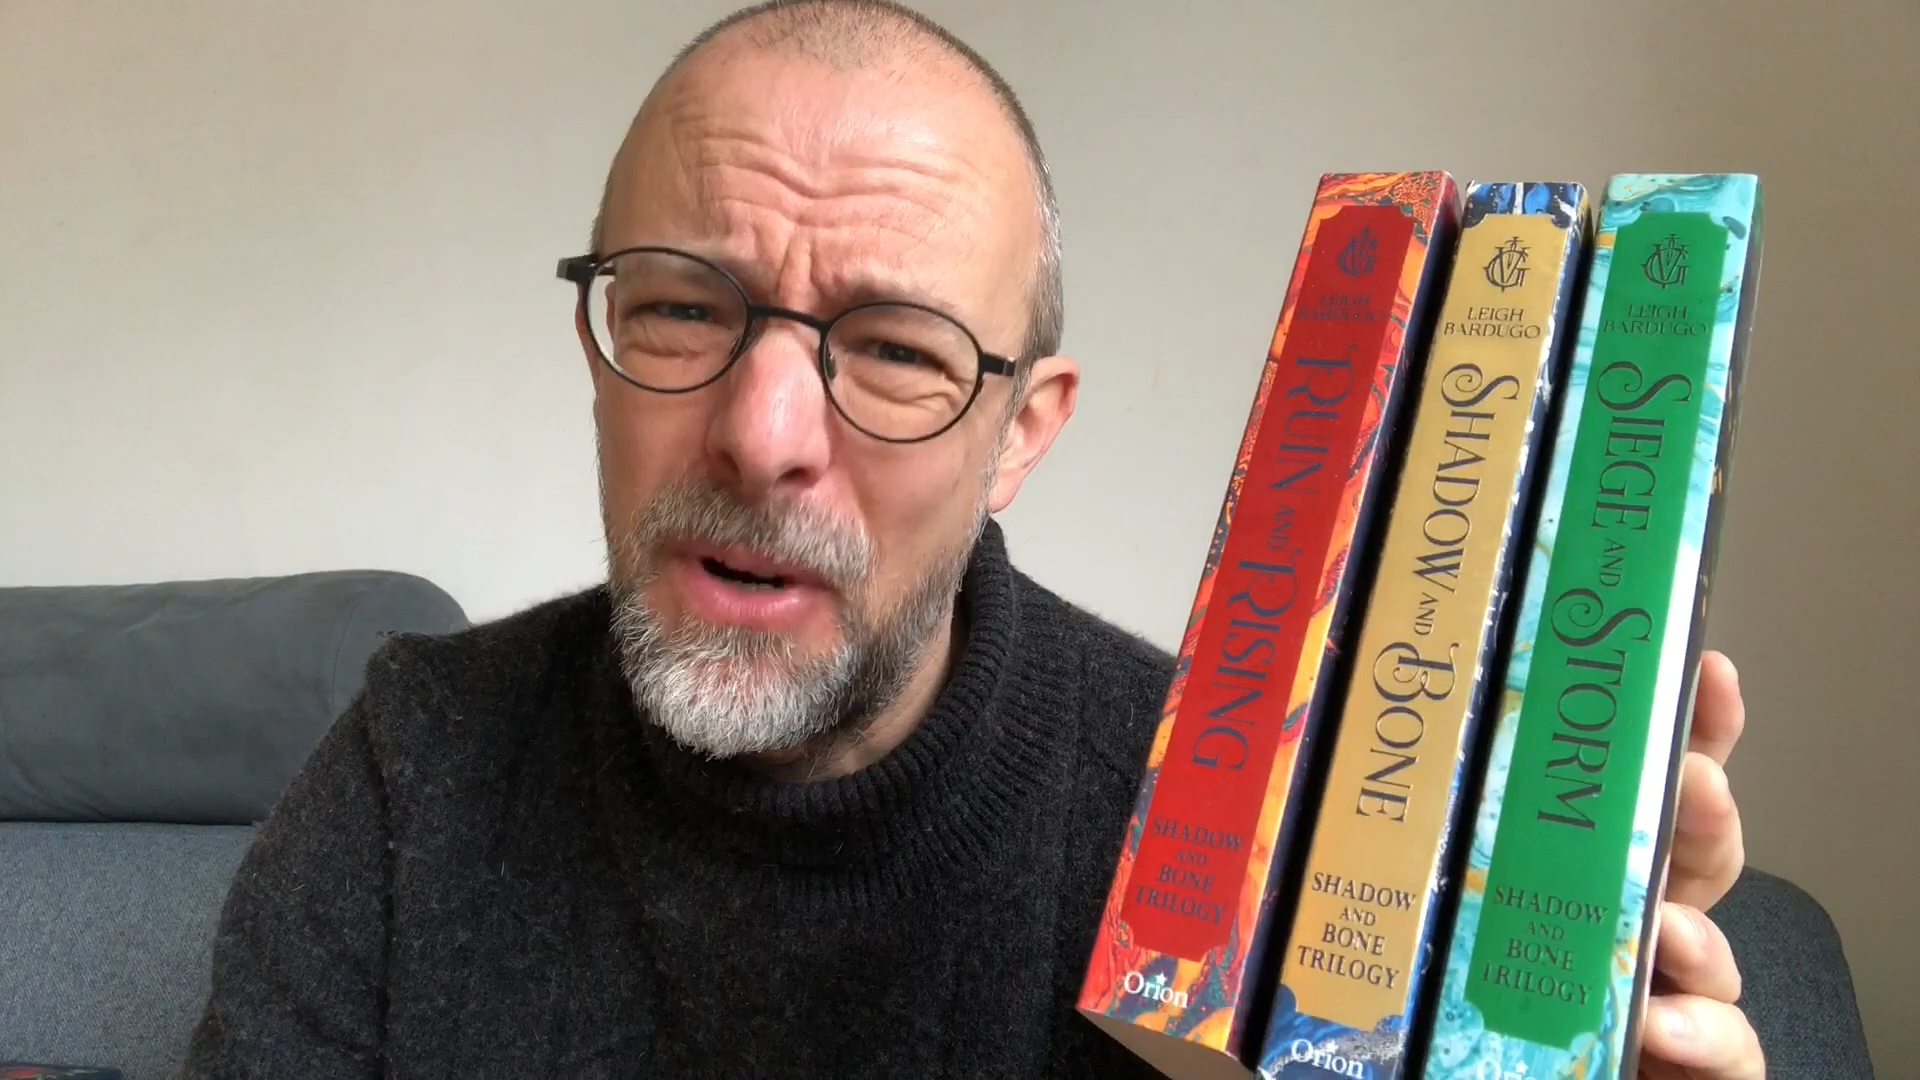 LEIGH
BARDUGO
RUIN AND RISING
SHADOW
AND
BONE
TRILOGY
Orion
LEIGH
BARDUGO
SHADOW AND BONE
SHADOW
AND
BONE
TRILOGY
Orion
LEIGH
BARDUGO
SIEGE AND STORM
SHADOW
AND
BONE
TRILOGY